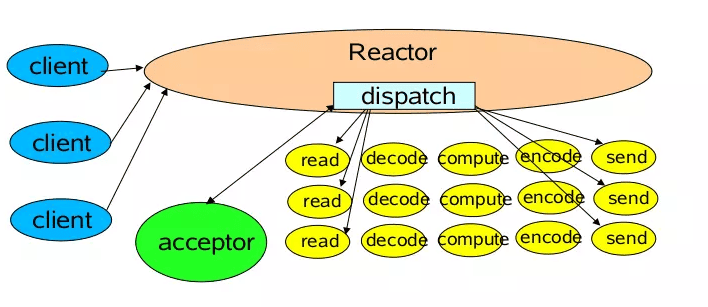 Reactor
client
dispatch
client
read decode compute encode send
read decode compute encode send
client
acceptor
read decode compute encode send